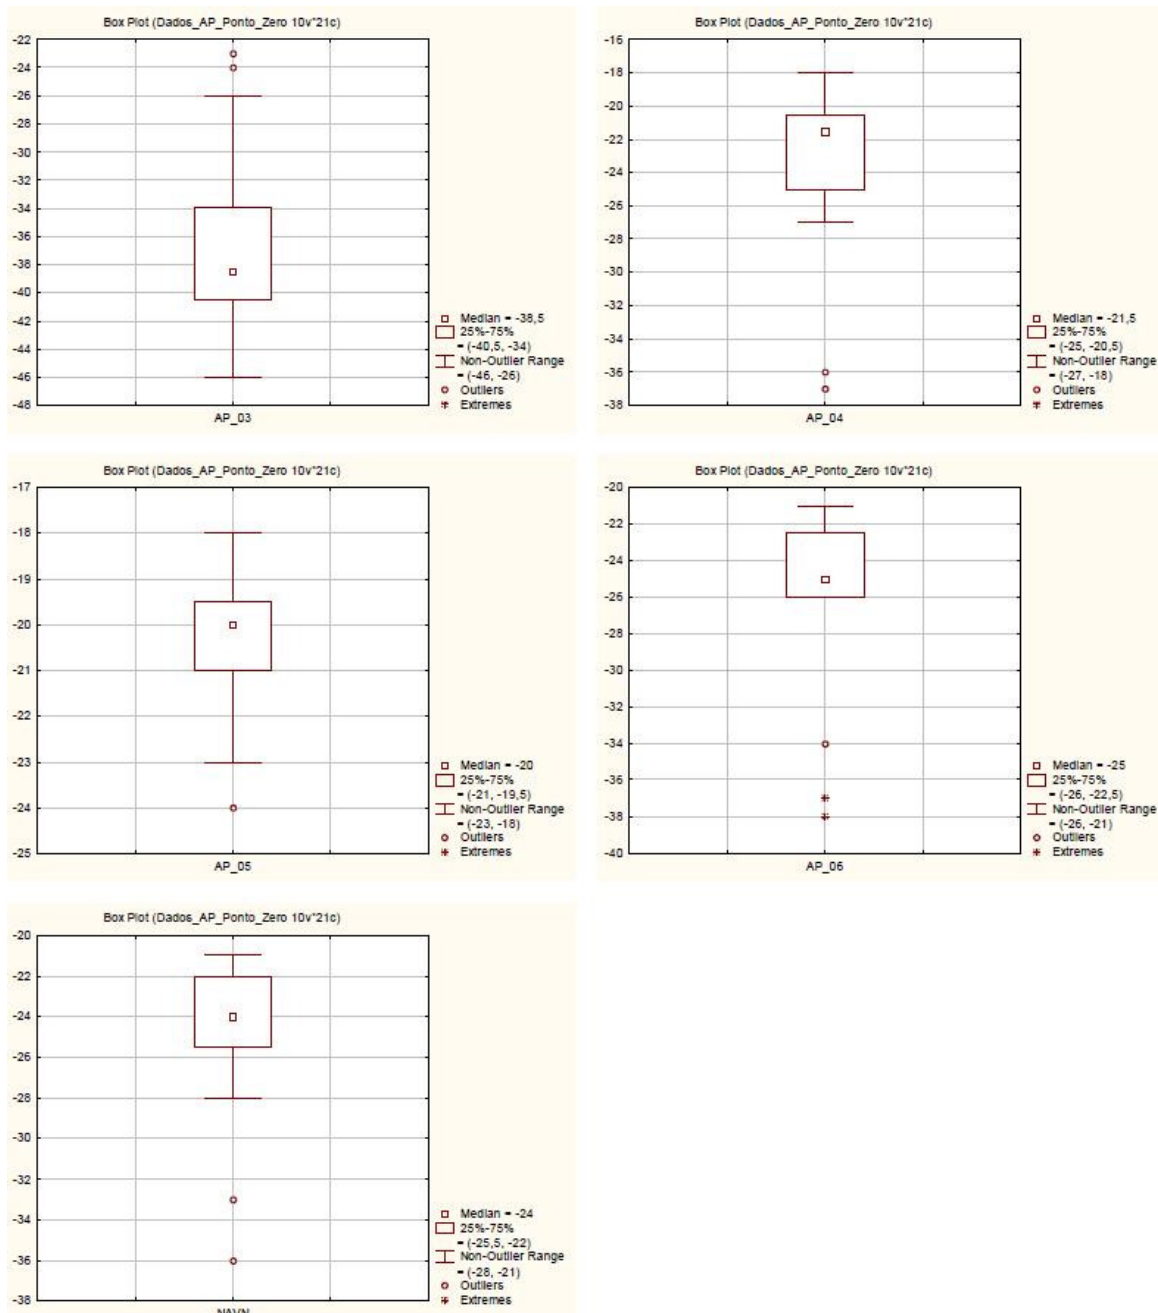 Box Plot (Dados_AP_Ponto_Zero 10v*21c)
-22
-24
-26
-28
-30
-32
-34
-36
-38
-40
-42
-44
-46
-48
AP_03
Median = -38,5
25%-75%
= (-40,5, -34)
Non-Outlier Range
= (-46, -26)
Outliers
Extremes
Box Plot (Dados_AP_Ponto_Zero 10v*21c)
-16
-18
-20
-22
-24
-26
-28
-30
-32
-34
-36
-38
AP_04
Median = -21,5
25%-75%
= (-25, -20,5)
Non-Outlier Range
= (-27, -18)
Outliers
Extremes
Box Plot (Dados_AP_Ponto_Zero 10v*21c)
-17
-18
-19
-20
-21
-22
-23
-24
-25
AP_05
Median = -20
25%-75%
= (-21, -19,5)
Non-Outlier Range
= (-23, -18)
Outliers
Extremes
Box Plot (Dados_AP_Ponto_Zero 10v*21c)
-20
-22
-24
-26
-28
-30
-32
-34
-36
-38
-40
AP_06
Median = -25
25%-75%
= (-26, -22,5)
Non-Outlier Range
= (-26, -21)
Outliers
Extremes
Box Plot (Dados_AP_Ponto_Zero 10v*21c)
-20
-22
-24
-26
-28
-30
-32
-34
-36
-38
Median = -24
25%-75%
= (-25,5, -22)
Non-Outlier Range
= (-28, -21)
Outliers
Extremes